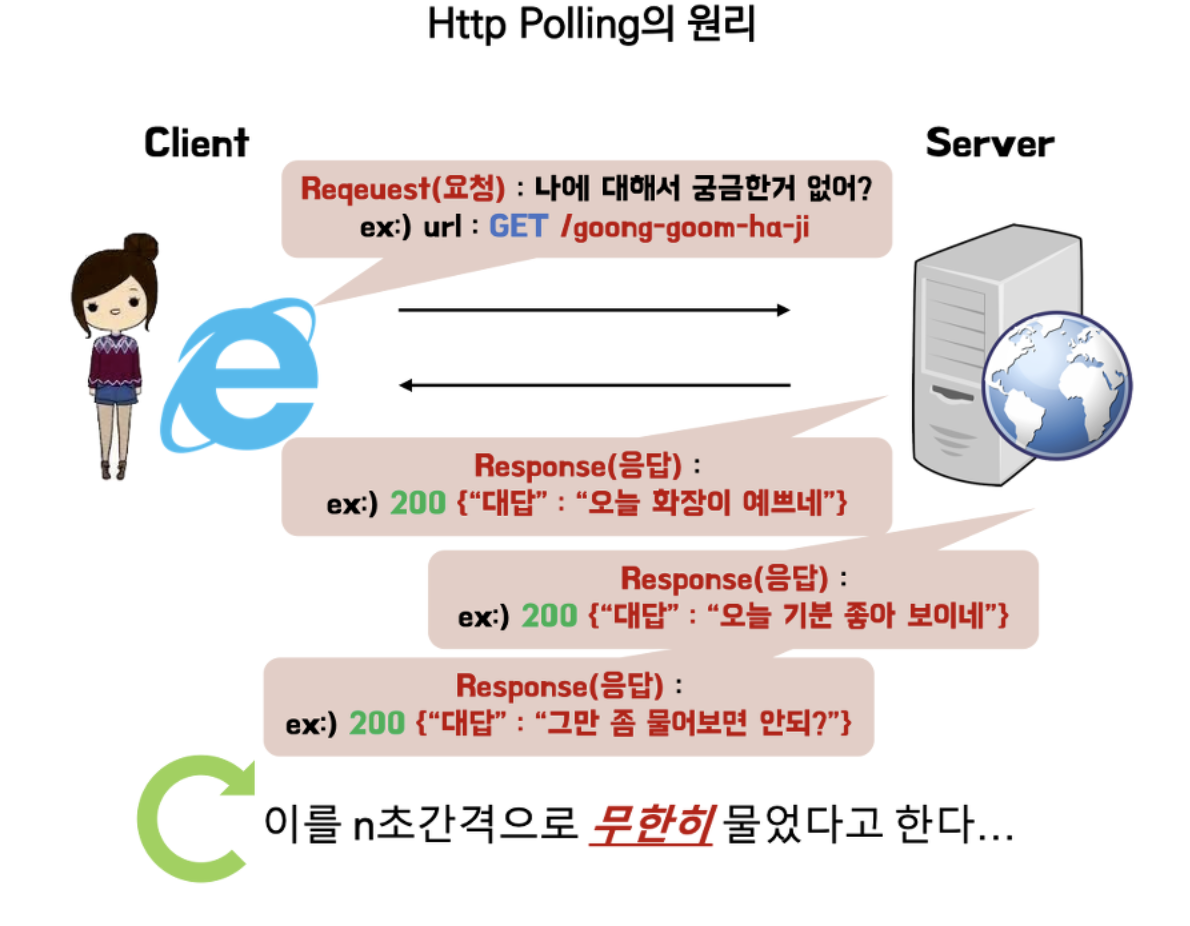 Http Polling의 원리
Client
Server
Reqeuest(요청) : 나에 대해서 궁금한거 없어?
ex:) url : GET /goong-goom-ha-ji
Response(응답) :
ex:) 200 {“대답” : “오늘 화장이 예쁘네”}
Response(응답) :
ex:) 200 {“대답” : “오늘 기분 좋아 보이네”}
Response(응답) :
ex:) 200 {“대답” : “그만 좀 물어보면 안되?”}
이를 n초간격으로 무한히 물었다고 한다...